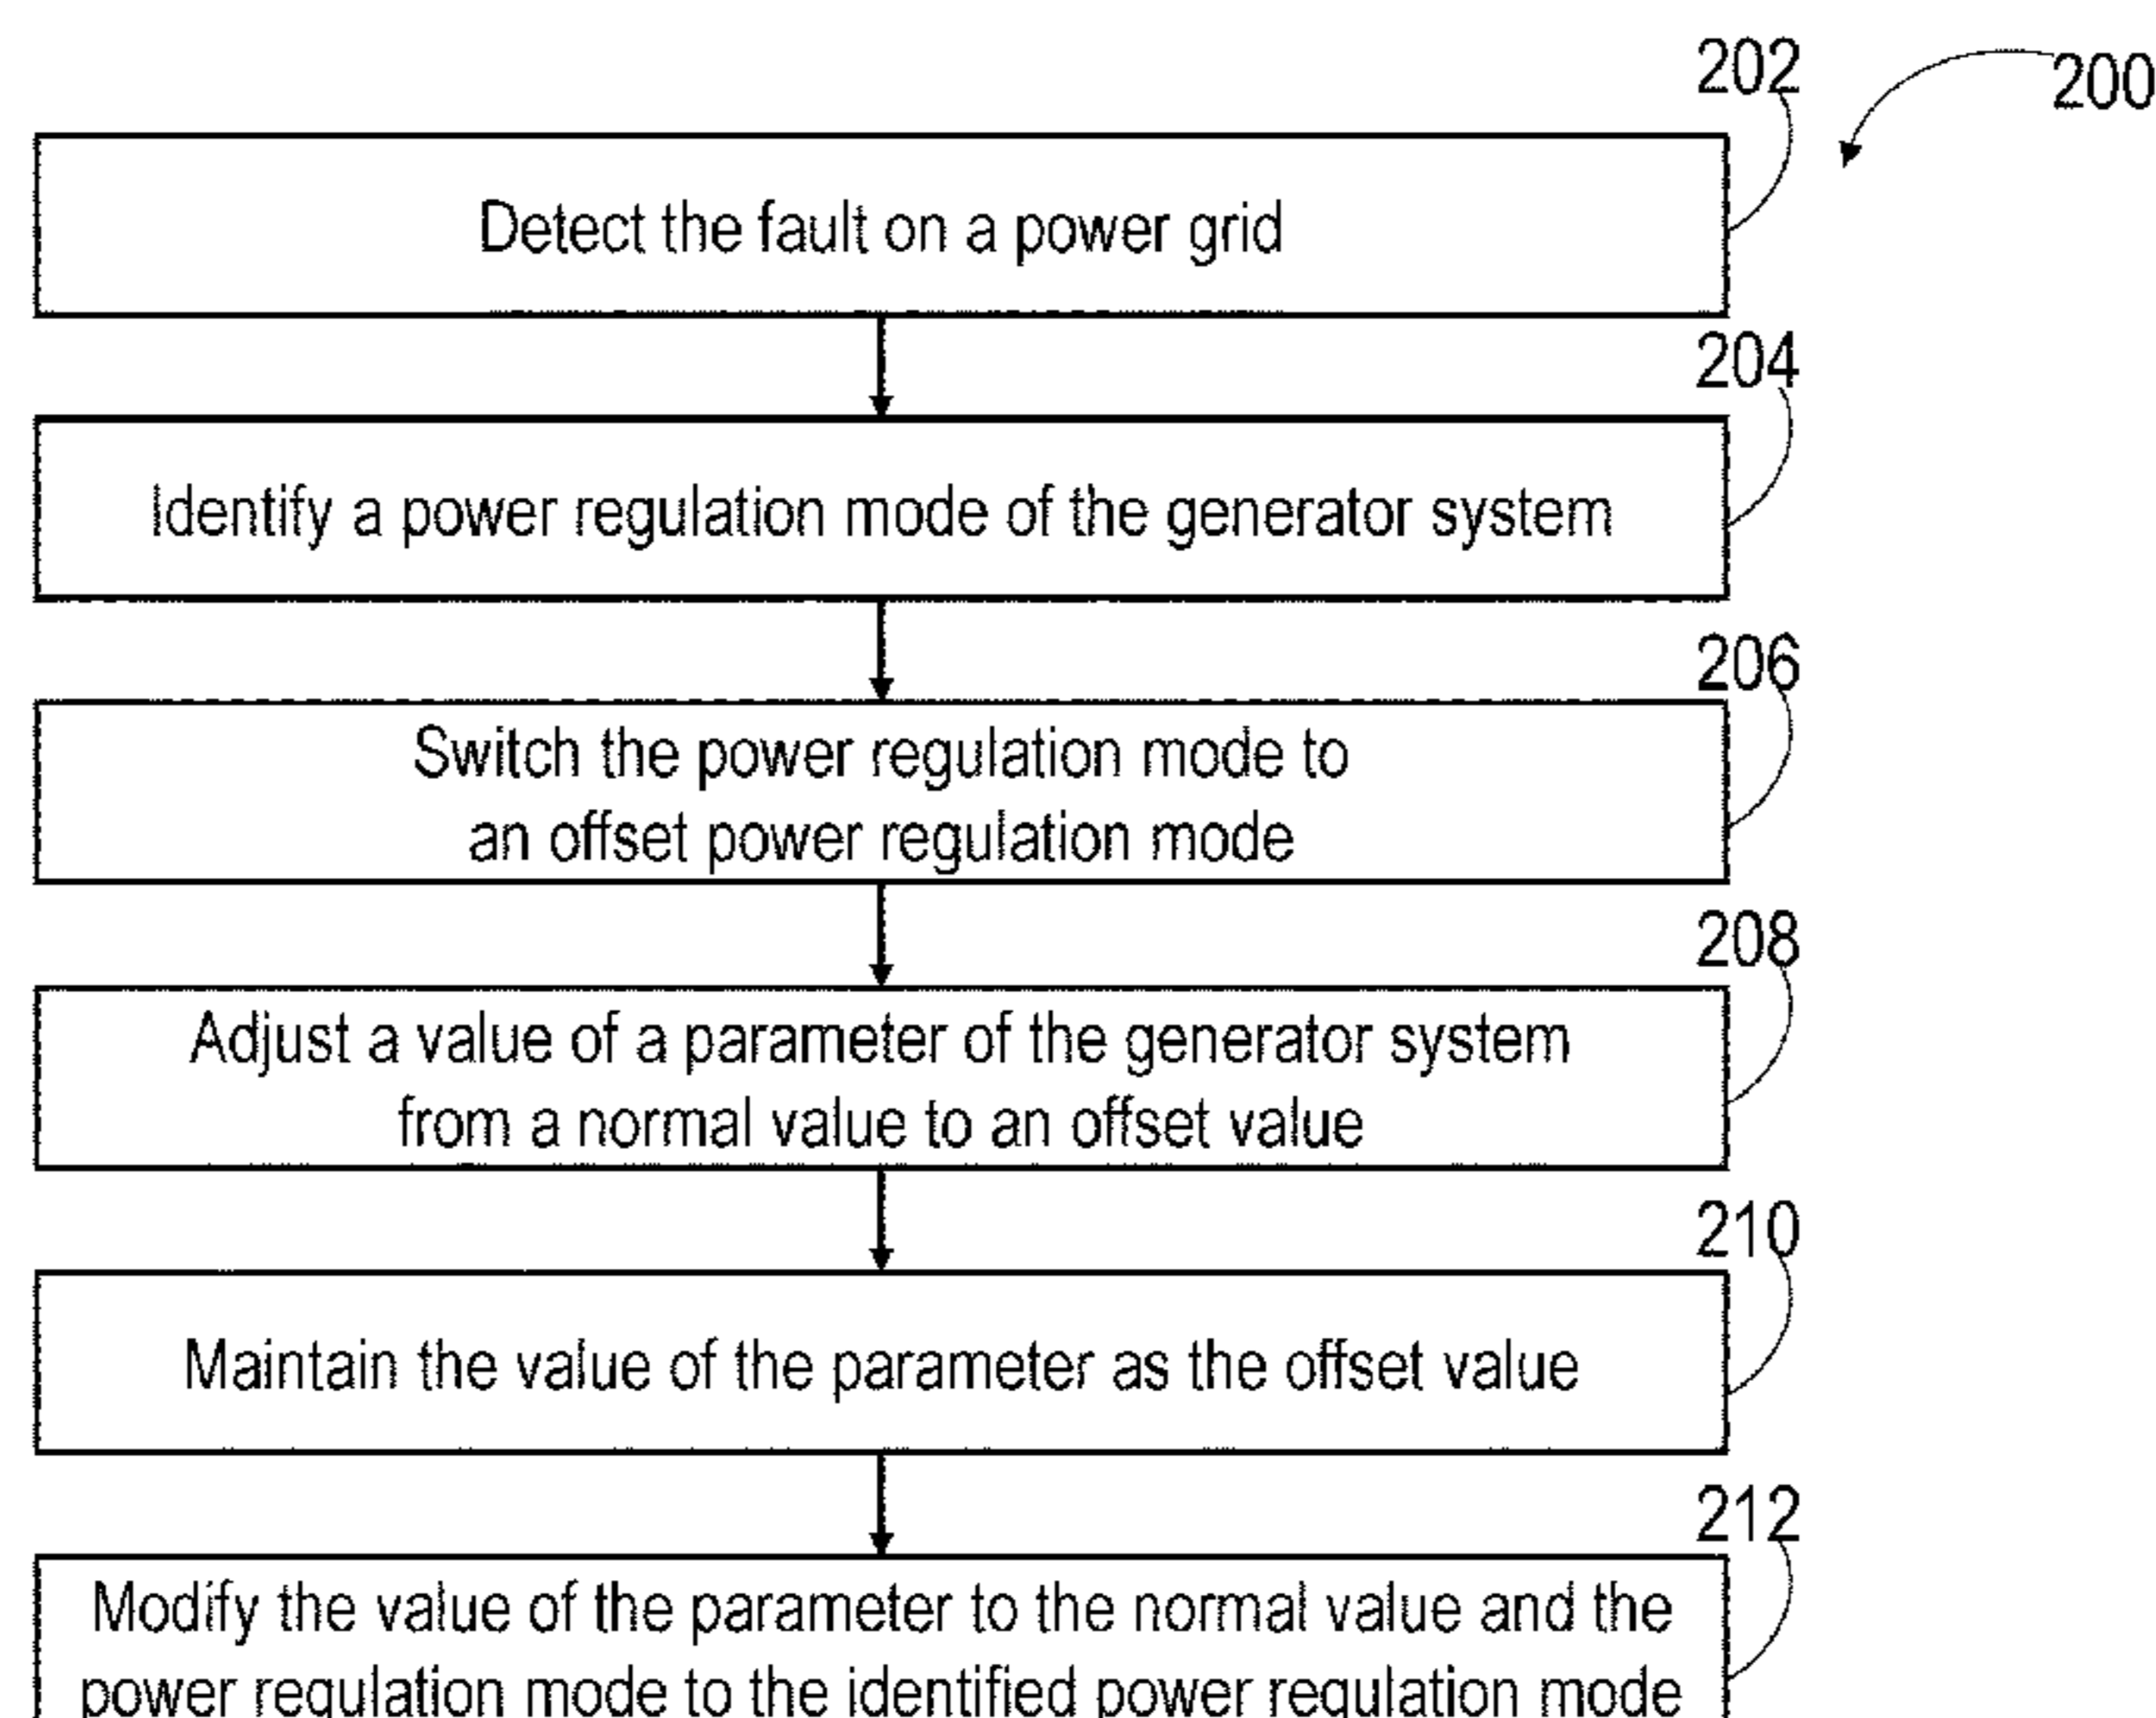 202
200
Detect the fault on a power grid
204
Identify a power regulation mode of the generator system
206
Switch the power regulation mode to
an offset power regulation mode
208
Adjust a value of a parameter of the generator system
from a normal value to an offset value
210
Maintain the value of the parameter as the offset value
212
Modify the value of the parameter to the normal value and the
power regulation mode to the identified power regulation mode